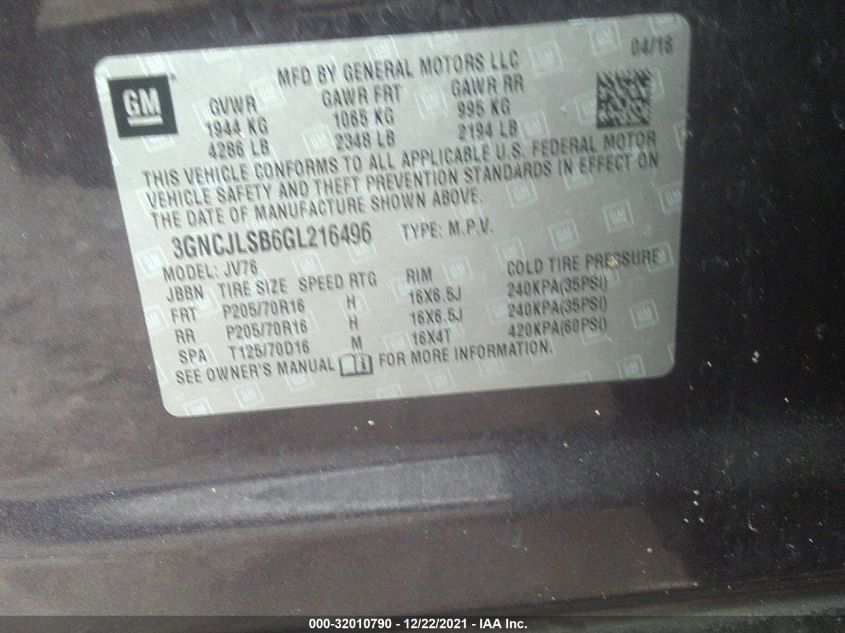 04/16
MFD BY GENERAL MOTORS LLC
GM
GVWR GAWR FRT GAWR RR
1944 KG 1065 KG 995 KG
4286 LB 2348 LB 2194 LB
THIS VEHICLE CONFORMS TO ALL APPLICABLE U.S. FEDERAL MOTOR
VEHICLE SAFETY AND THEFT PREVENTION STANDARDS IN EFFECT ON
THE DATE OF MANUFACTURE SHOWN ABOVE.
3GNCJLSB6GL216496 TYPE: M.P.V.
MODEL: JV76
JBBN TIRE SIZE SPEED RTG RIM COLD TIRE PRESSURE
FRT P205/70R16 H 16X6.5J 240KPA(35PSI)
RR P205/70R16 H 16X6.5J 240KPA(35PSI)
SPA T125/70D16 M 16X4T 420KPA(60PSI)
SEE OWNER'S MANUAL FOR MORE INFORMATION.
000-32010790 - 12/22/2021 - IAA Inc.